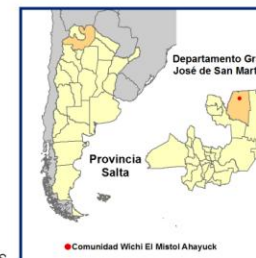 Departamento Gr
José de San Mart
Provincia
Salta
Comunidad Wichi El Mistol Ahayuck